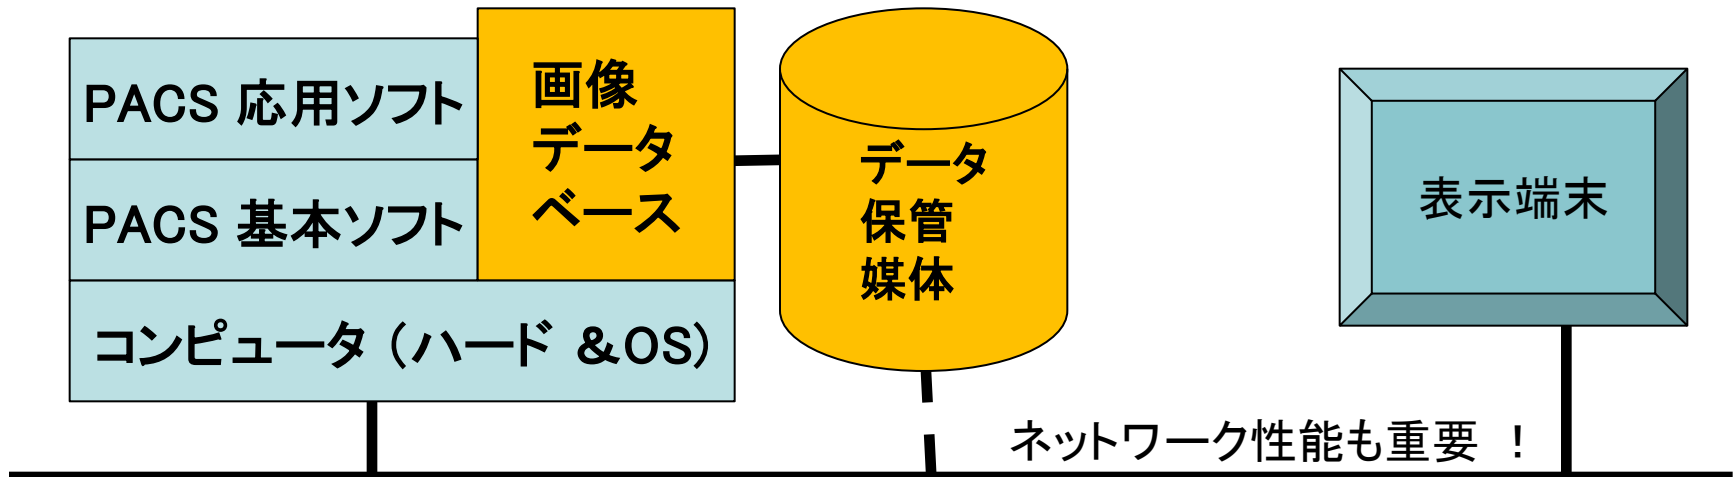 PACS 応用ソフト
PACS 基本ソフト
コンピュータ（ハード ＆OS）
画像
データ
ベース
データ
保管
媒体
表示端末
ネットワーク性能も重要 ！